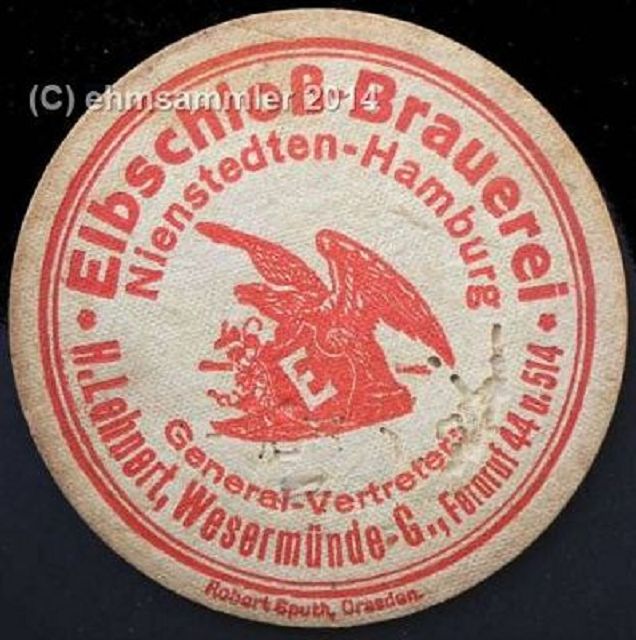 (C) ehmsammler 2014
Elbschloß-Brauerei
Nienstedten-Hamburg
E
General-Vertreter:
H. Lehnert, Wesermünde-G., Fernruf 44 u. 514
Robert Sputh, Dresden.